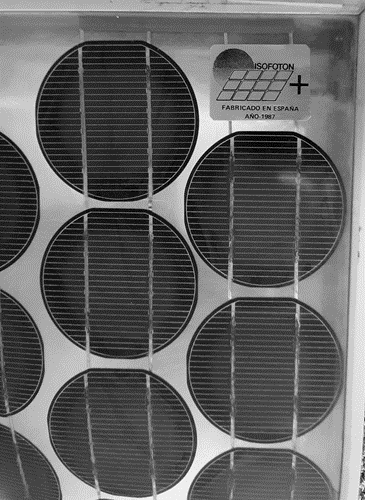 ISOFOTON
+
FABRICADO EN ESPAÑA
AÑO-1987